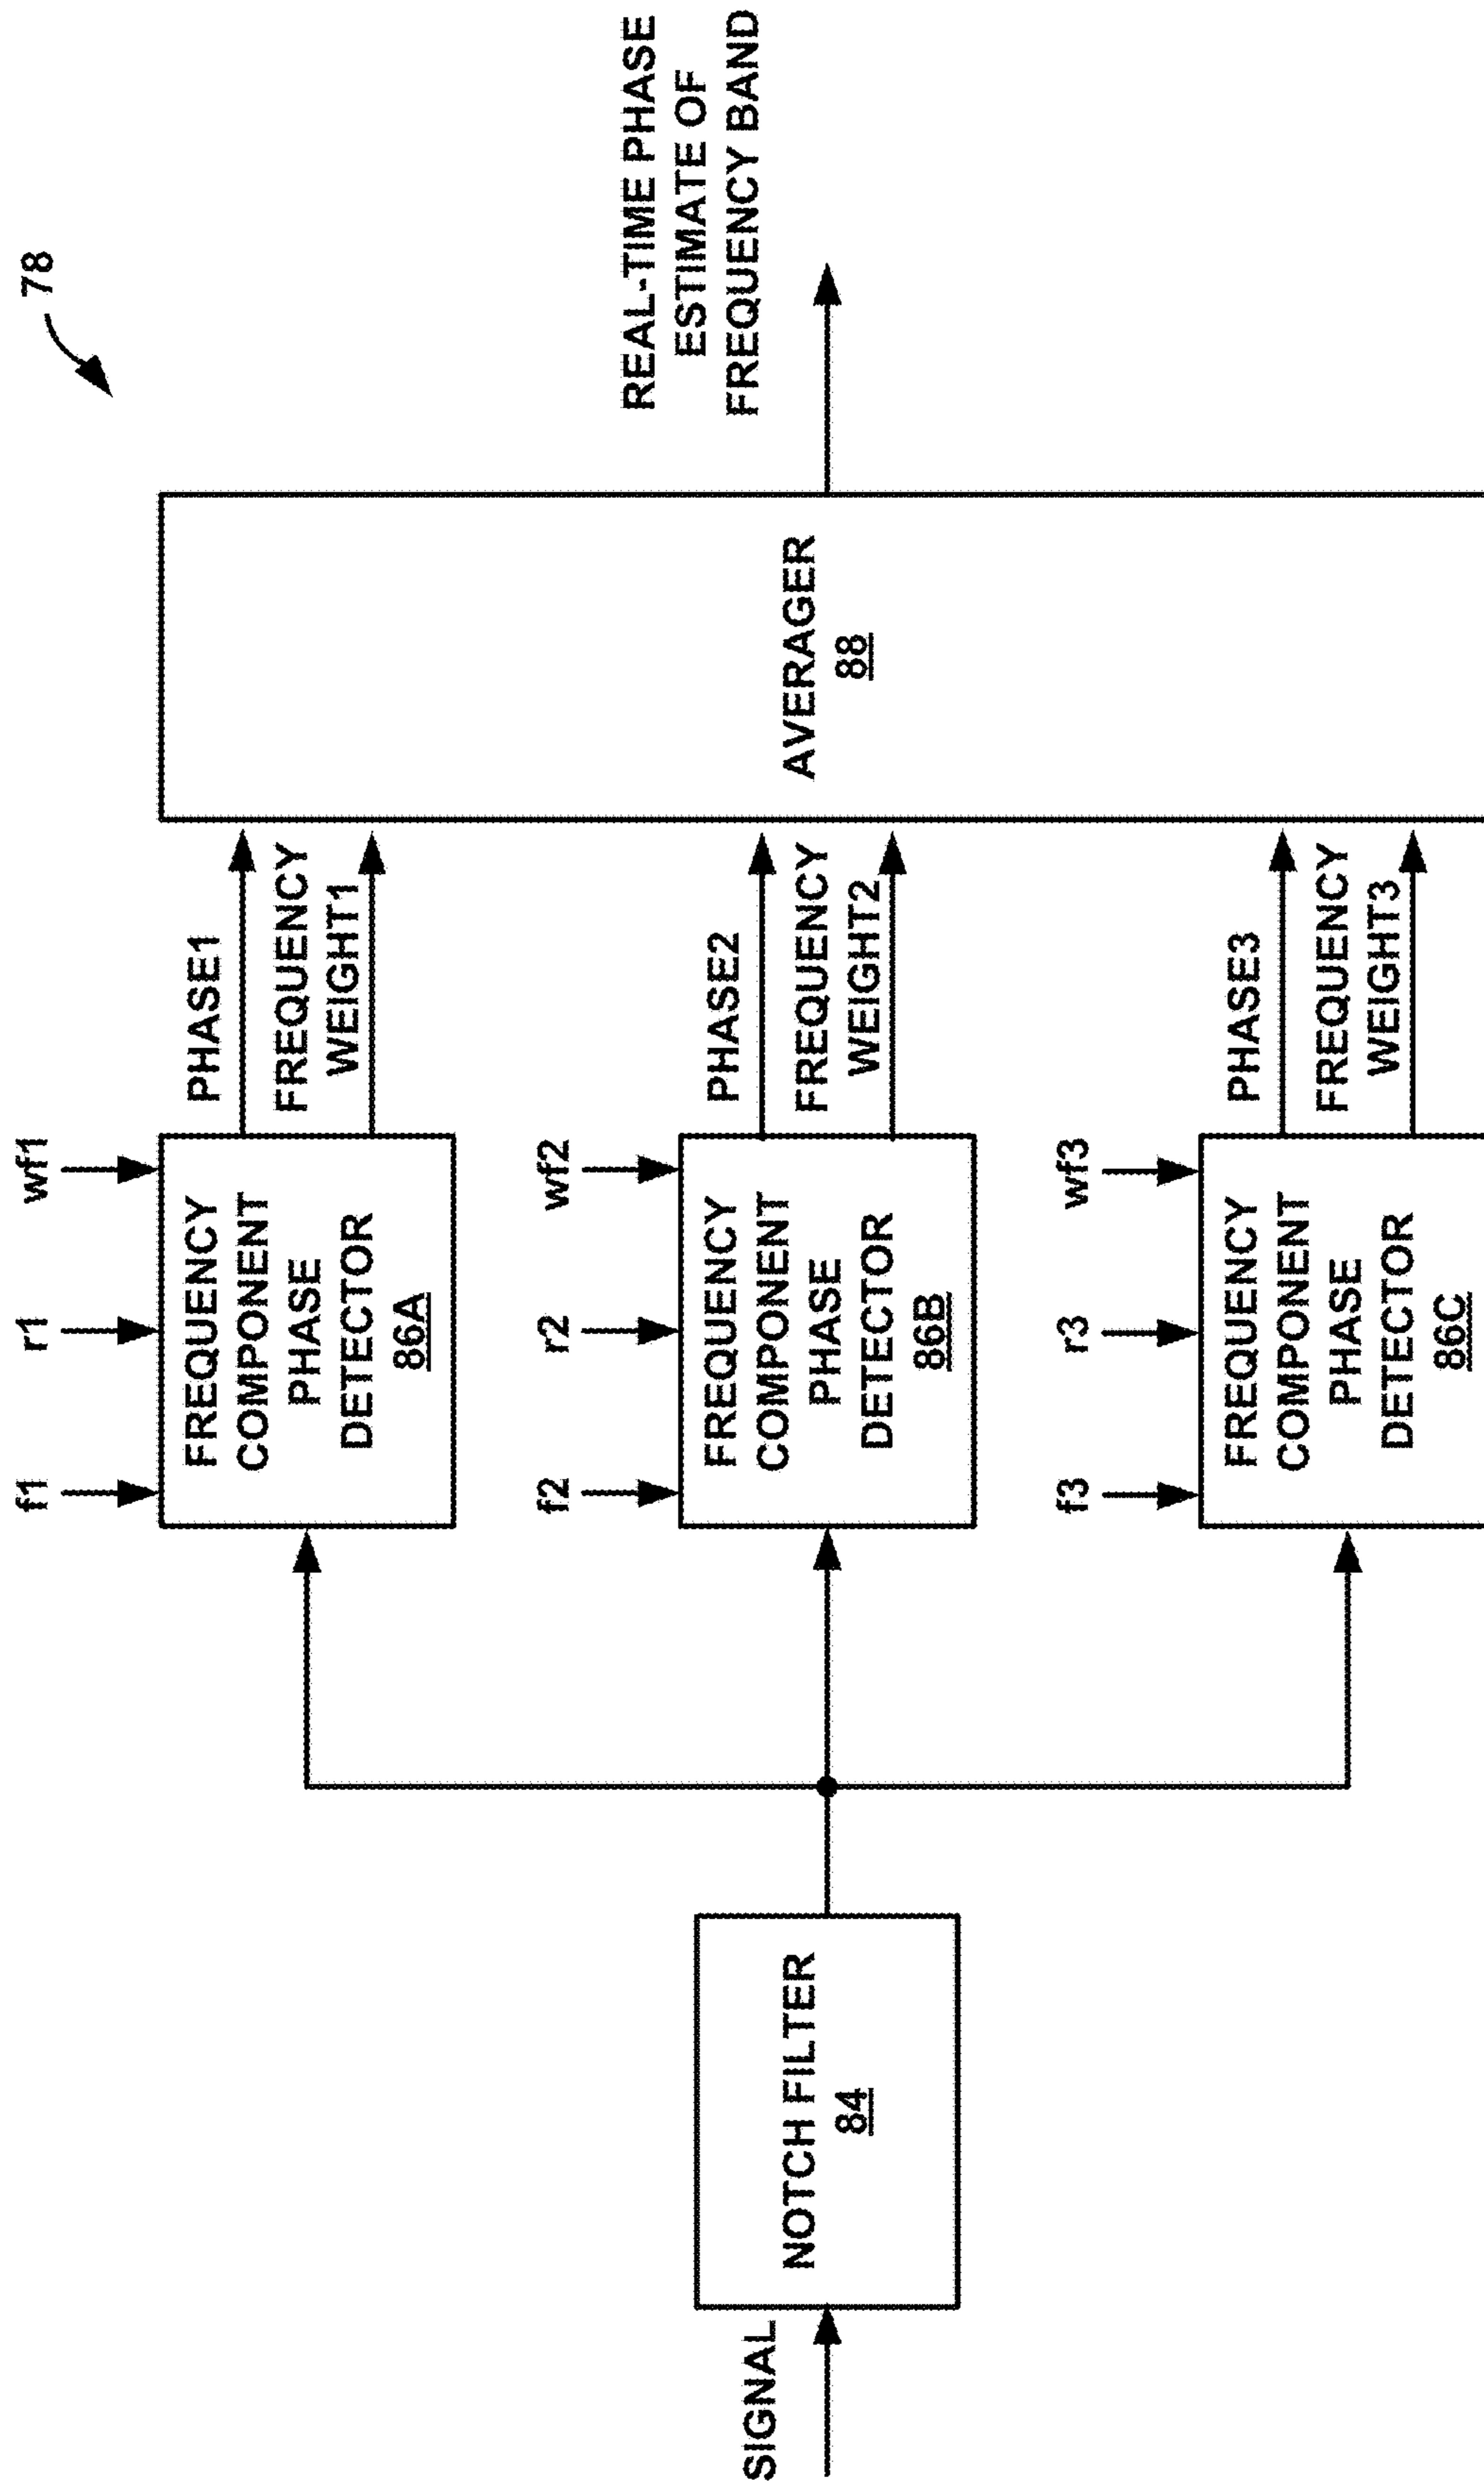 78
SIGNAL
NOTCH FILTER
84
f1
r1
wf1
FREQUENCY
COMPONENT
PHASE
DETECTOR
86A
PHASE1
FREQUENCY
WEIGHT1
f2
r2
wf2
FREQUENCY
COMPONENT
PHASE
DETECTOR
86B
PHASE2
FREQUENCY
WEIGHT2
f3
r3
wf3
FREQUENCY
COMPONENT
PHASE
DETECTOR
86C
PHASE3
FREQUENCY
WEIGHT3
AVERAGER
88
REAL-TIME PHASE
ESTIMATE OF
FREQUENCY BAND